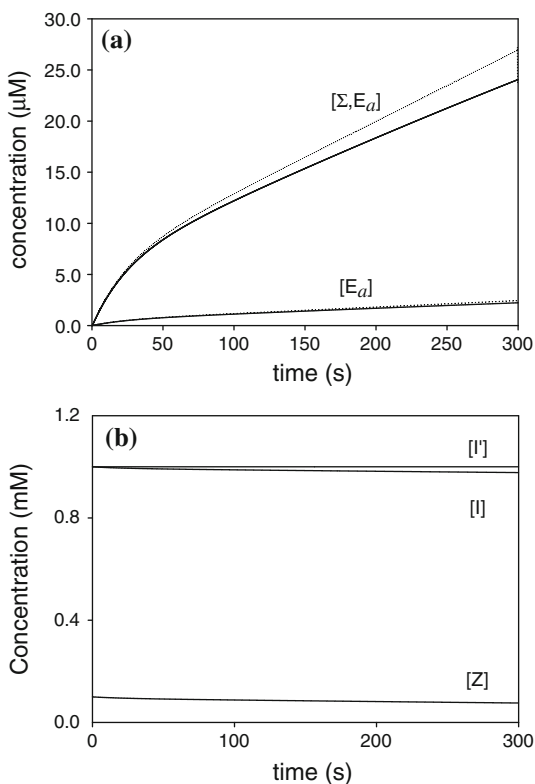 (a)
concentration (μM)
30.0
25.0
20.0
15.0
10.0
5.0
0.0
[Σ,Ea]
[Ea]
0 50 100 150 200 250 300
time (s)
(b)
Concentration (mM)
1.2
0.8
0.4
0.0
[I']
[I]
[Z]
0 100 200 300
time (s)